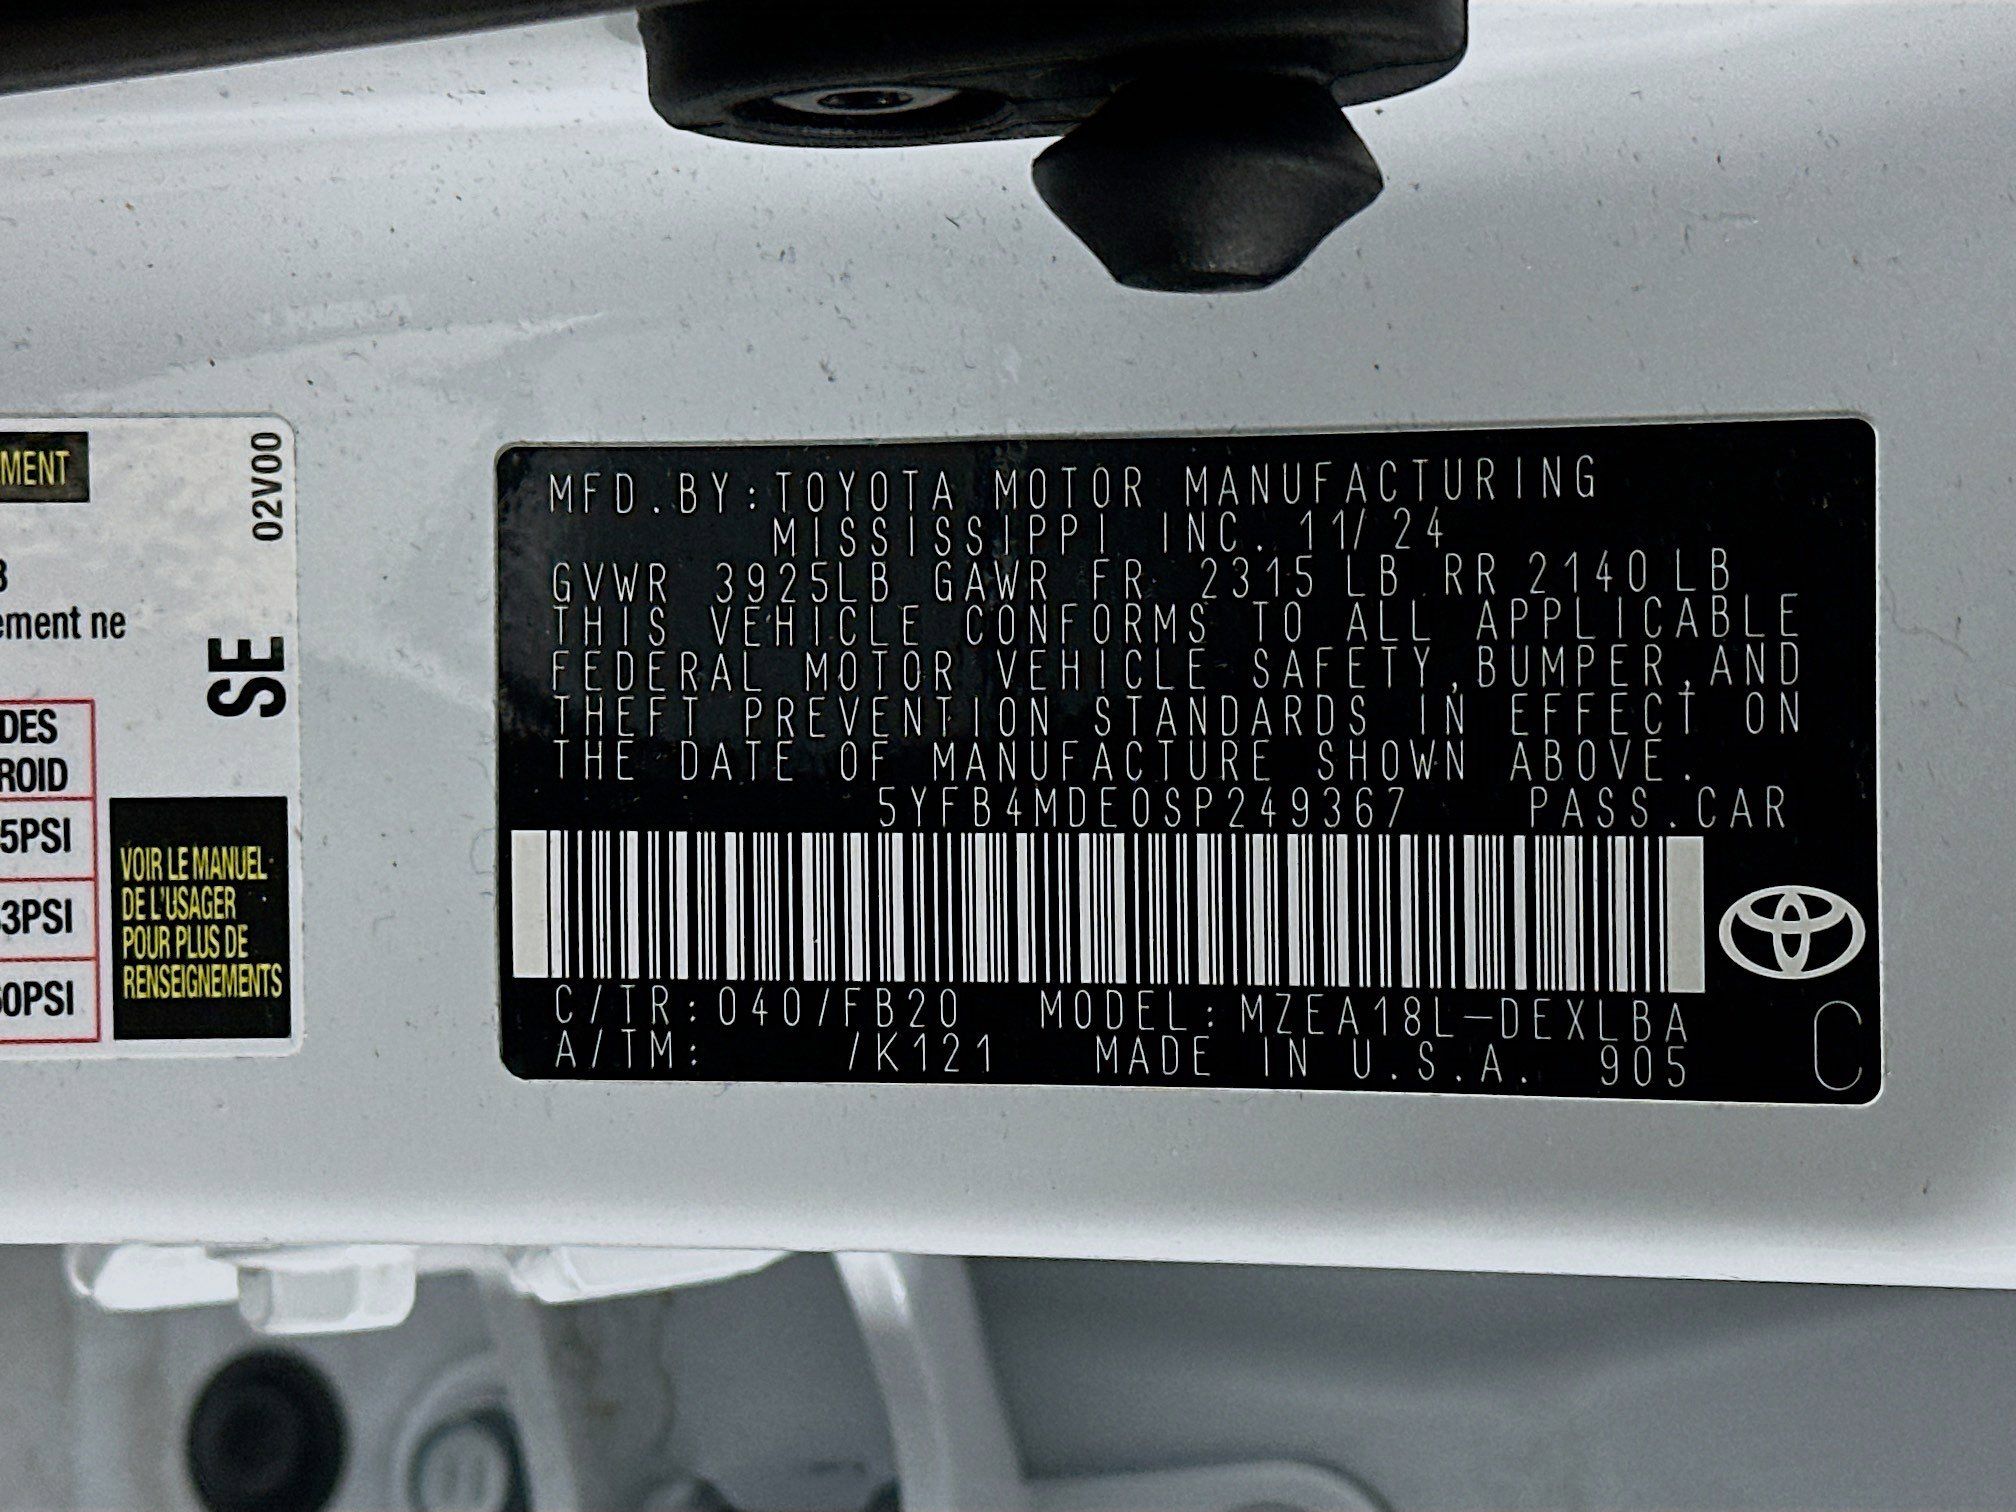 MENT
02V00
ement ne
SE
DES
ROID
5PSI
3PSI
60PSI
VOIR LE MANUEL
DE L'USAGER
POUR PLUS DE
RENSEIGNEMENTS
MFD.BY:TOYOTA MOTOR MANUFACTURING
MISSISSIPPI INC. 11/24
GVWR 3925LB GAWR FR 2315 LB RR 2140LB
THIS VEHICLE CONFORMS TO ALL APPLICABLE
FEDERAL MOTOR VEHICLE SAFETY,BUMPER,AND
THEFT PREVENTION STANDARDS IN EFFECT ON
THE DATE OF MANUFACTURE SHOWN ABOVE.
5YFB4MDE0SP249367 PASS.CAR
C/TR:040/FB20 MODEL:MZEA18L-DEXLBA
A/TM: /K121 MADE IN U.S.A. 905
C